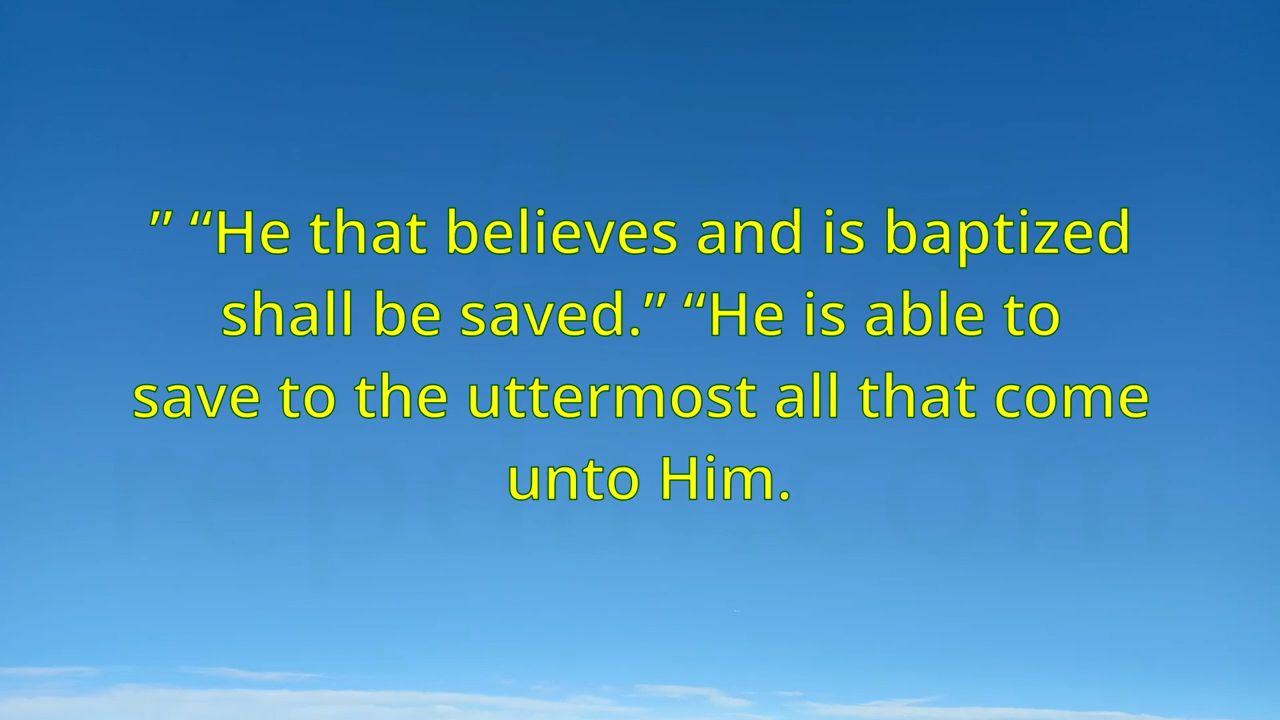 ” “He that believes and is baptized
shall be saved.” “He is able to
save to the uttermost all that come
unto Him.